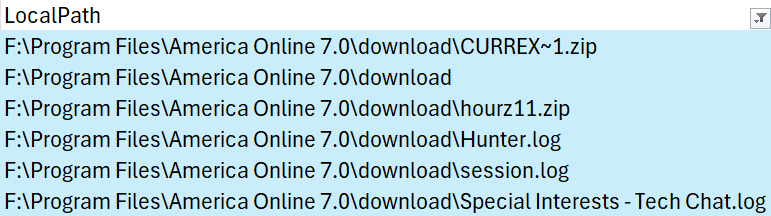 LocalPath
F:\Program Files\America Online 7.0\download\CURREX~1.zip
F:\Program Files\America Online 7.0\download
F:\Program Files\America Online 7.0\download\hourz11.zip
F:\Program Files\America Online 7.0\download\Hunter.log
F:\Program Files\America Online 7.0\download\session.log
F:\Program Files\America Online 7.0\download\Special Interests - Tech Chat.log